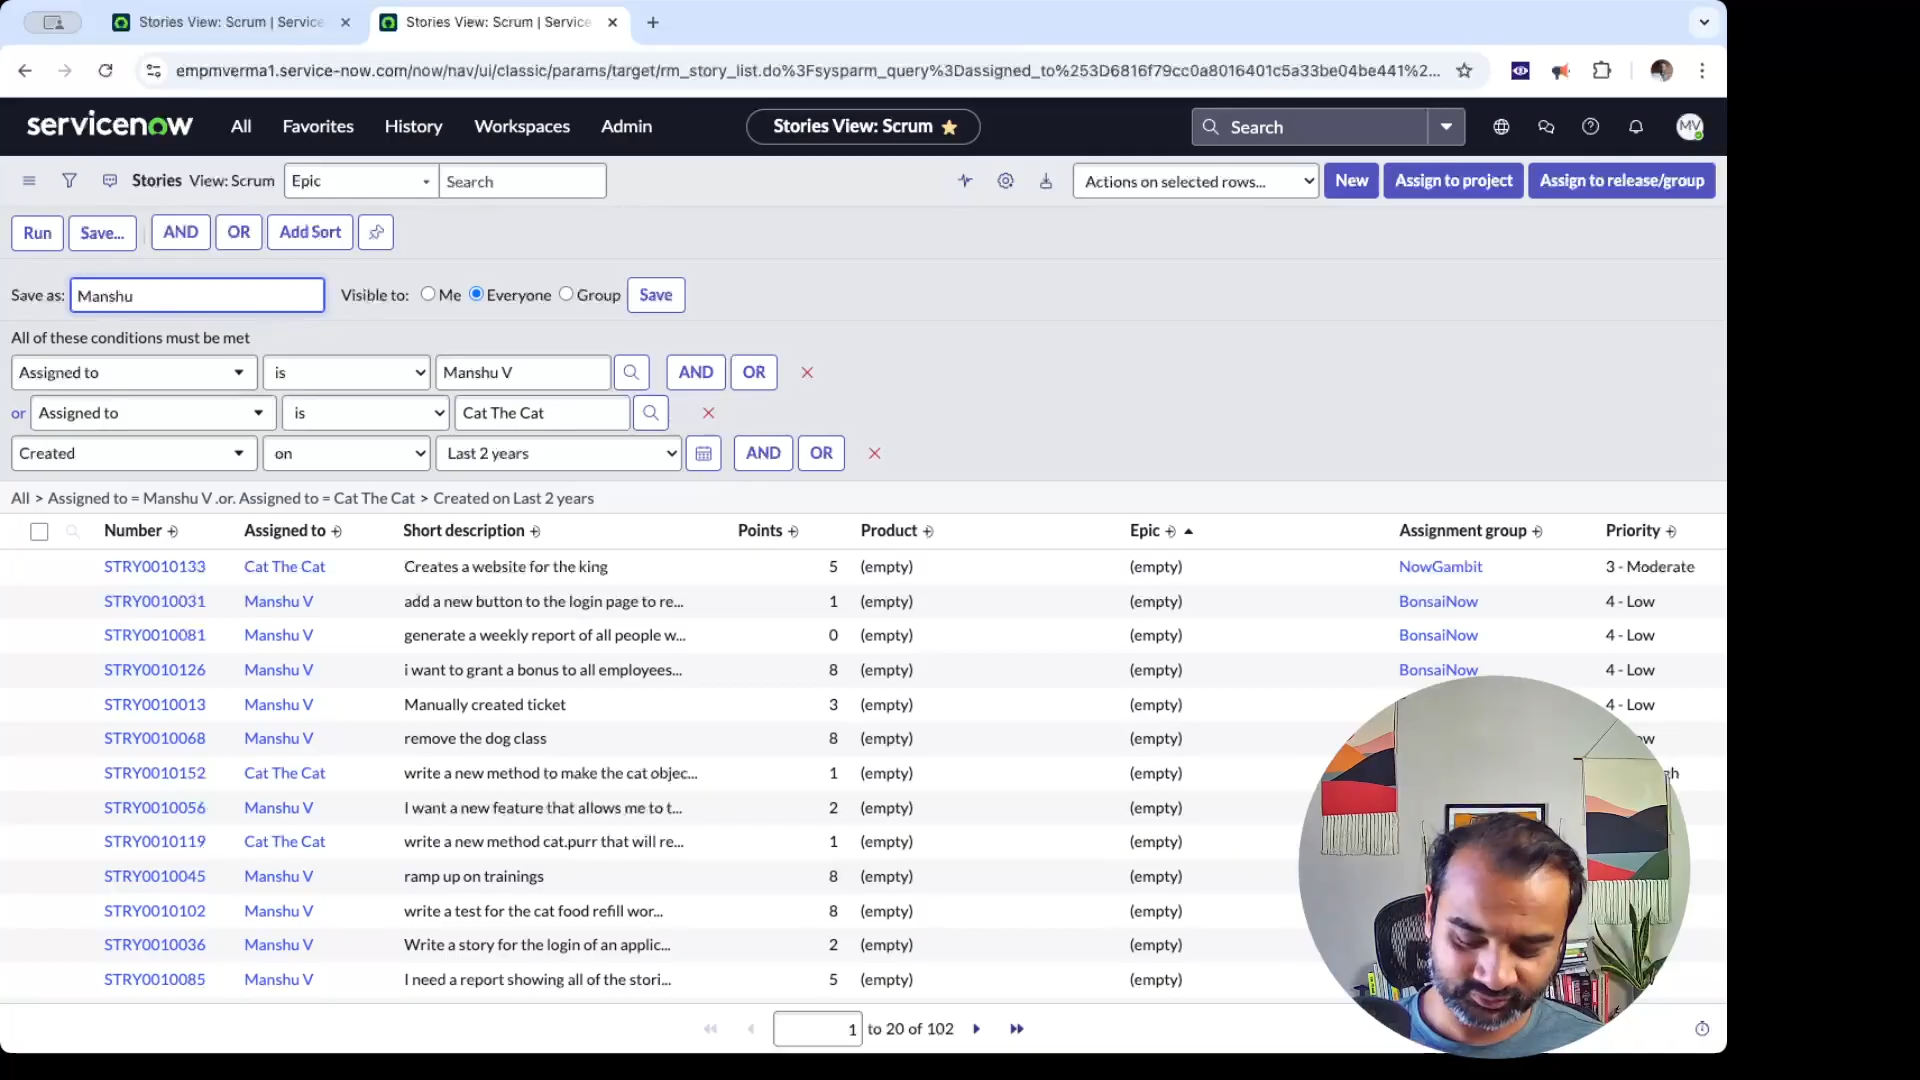 Stories View: Scrum | Service
Stories View: Scrum | Service
empmverma1.service-now.com/now/nav/ui/classic/params/target/rm_story_list.do%3Fsysparm_query%3Dassigned_to%253D6816f79cc0a8016401c5a33be04be441%2...
servicenow All Favorites History Workspaces Admin Stories View: Scrum Search MV
Stories View: Scrum Epic Search Actions on selected rows... New Assign to project Assign to release/group
Run Save... AND OR Add Sort
Save as: Manshu Visible to: Me Everyone Group Save
All of these conditions must be met
Assigned to is Manshu V AND OR
or Assigned to is Cat The Cat
Created on Last 2 years AND OR
All > Assigned to = Manshu V .or. Assigned to = Cat The Cat > Created on Last 2 years
Number Assigned to Short description Points Product Epic Assignment group Priority
STRY0010133 Cat The Cat Creates a website for the king 5 (empty) (empty) NowGambit 3 - Moderate
STRY0010031 Manshu V add a new button to the login page to re... 1 (empty) (empty) BonsaiNow 4 - Low
STRY0010081 Manshu V generate a weekly report of all people w... 0 (empty) (empty) BonsaiNow 4 - Low
STRY0010126 Manshu V i want to grant a bonus to all employees... 8 (empty) (empty) BonsaiNow 4 - Low
STRY0010013 Manshu V Manually created ticket 3 (empty) (empty) 4 - Low
STRY0010068 Manshu V remove the dog class 8 (empty) (empty)
STRY0010152 Cat The Cat write a new method to make the cat objec... 1 (empty) (empty)
STRY0010056 Manshu V I want a new feature that allows me to t... 2 (empty) (empty)
STRY0010119 Cat The Cat write a new method cat.purr that will re... 1 (empty) (empty)
STRY0010045 Manshu V ramp up on trainings 8 (empty) (empty)
STRY0010102 Manshu V write a test for the cat food refill wor... 8 (empty) (empty)
STRY0010036 Manshu V Write a story for the login of an applic... 2 (empty) (empty)
STRY0010085 Manshu V I need a report showing all of the stori... 5 (empty) (empty)
1 to 20 of 102